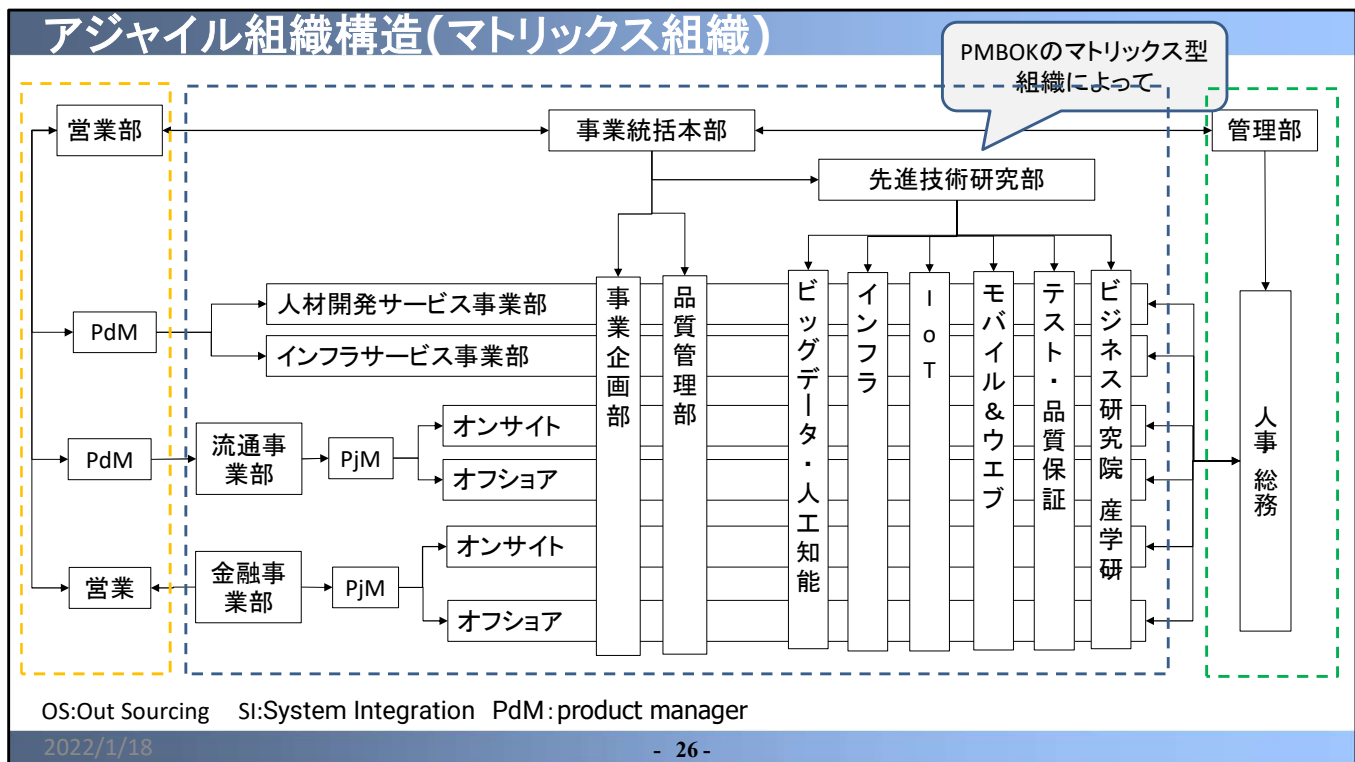 アジャイル組織構造(マトリックス組織)
PMBOKのマトリックス型
組織によって
営業部
事業統括本部
管理部
先進技術研究部
PdM
人材開発サービス事業部
インフラサービス事業部
PdM
流通事
業部
PjM
オンサイト
オフショア
営業
金融事
業部
PjM
オンサイト
オフショア
事業企画部
品質管理部
ビッグデータ・人工知能
インフラ
IoT
モバイル&ウエブ
テスト・品質保証
ビジネス研究院 産学研
人事・総務
OS:Out Sourcing SI:System Integration PdM:product manager
2022/1/18
- 26 -